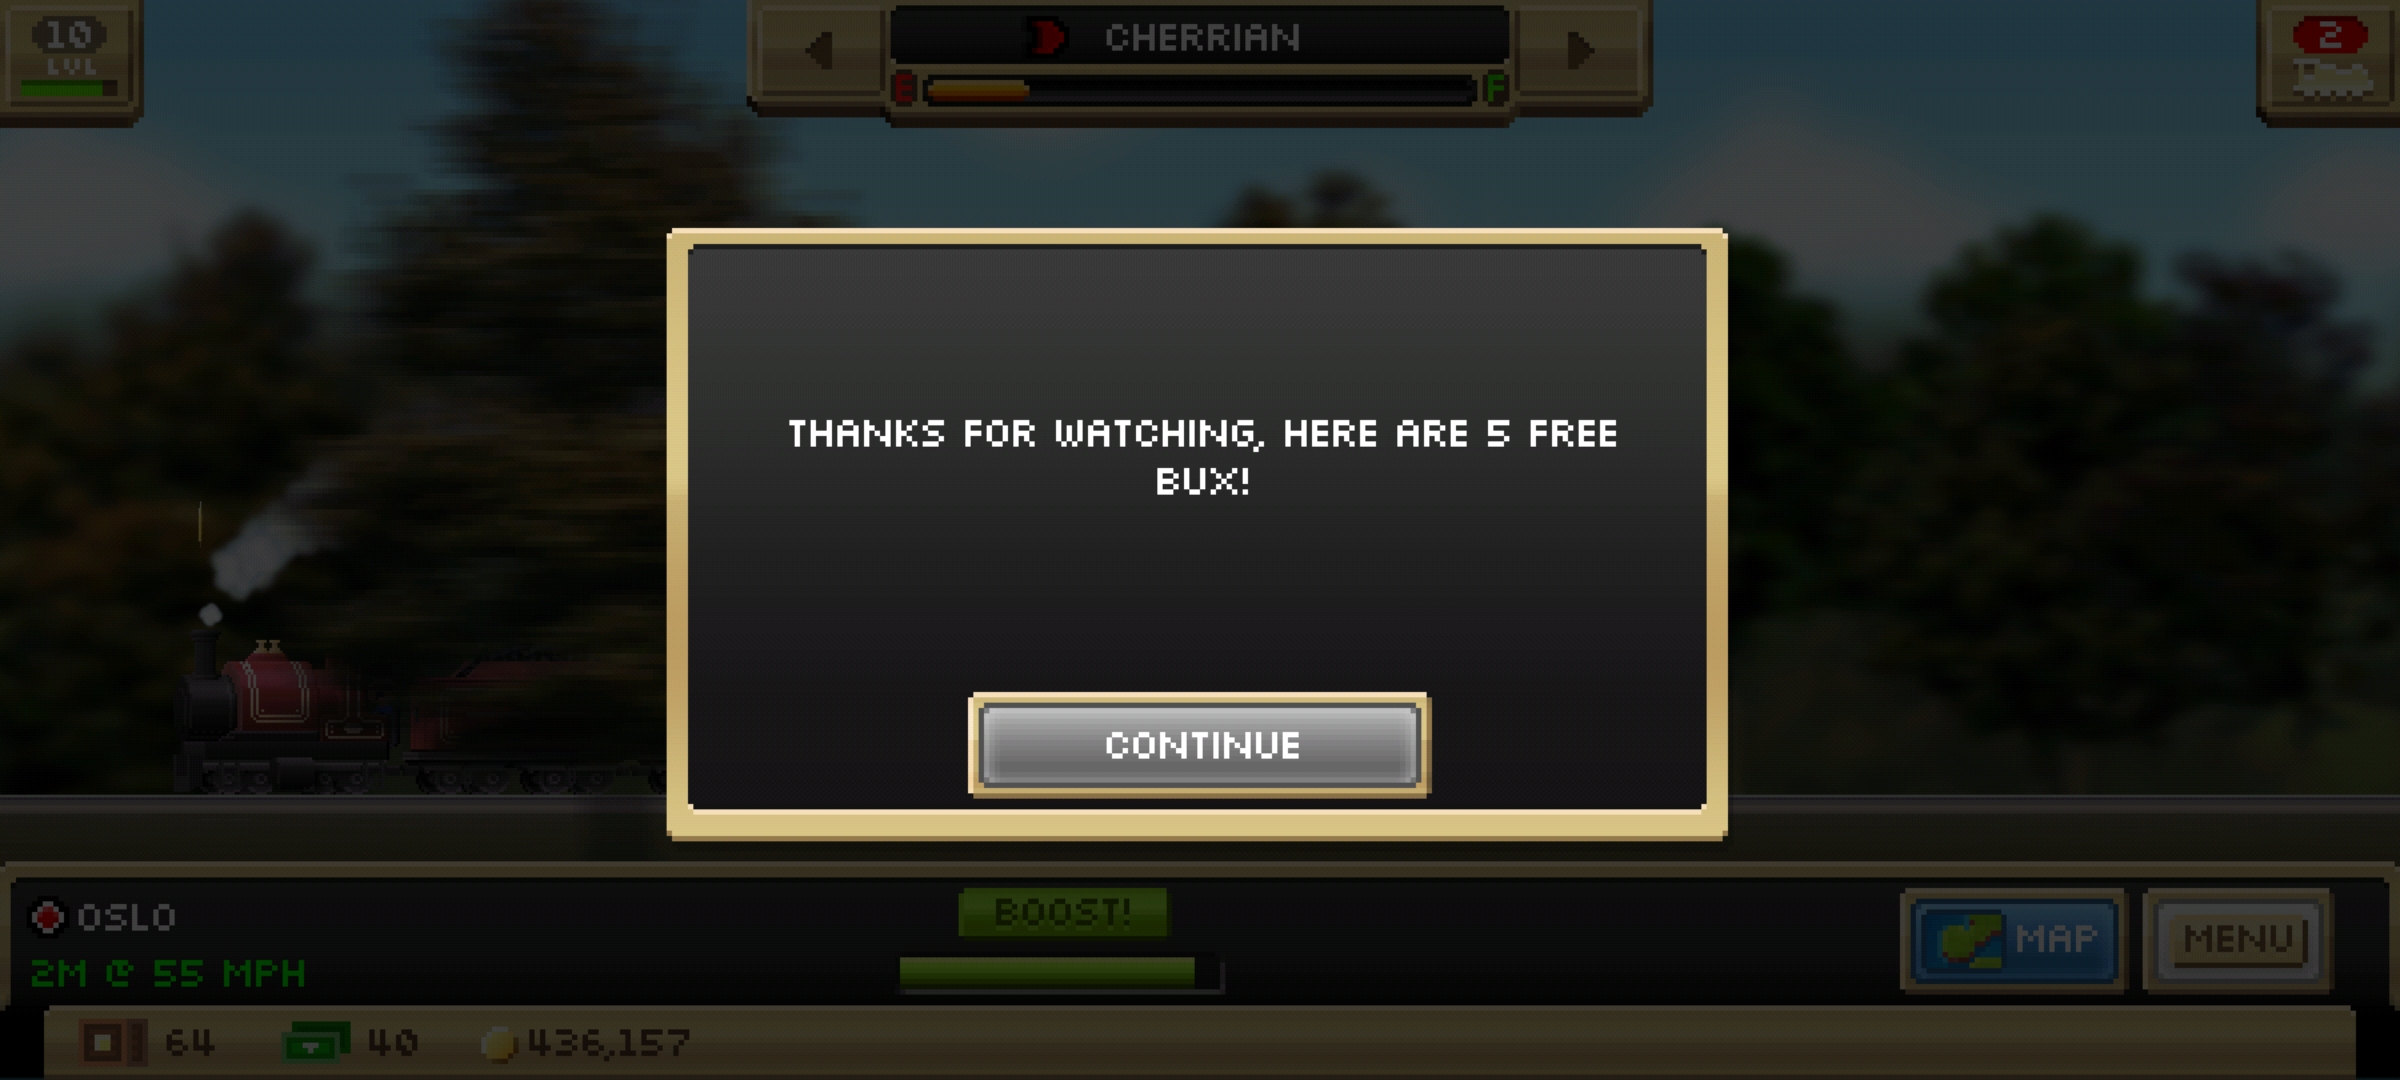 10
LVL
CHERRIAN
E F
2
THANKS FOR WATCHING, HERE ARE 5 FREE
BUX!
CONTINUE
OSLO
2M @ 55 MPH
BOOST!
MAP
MENU
64
40
436,157